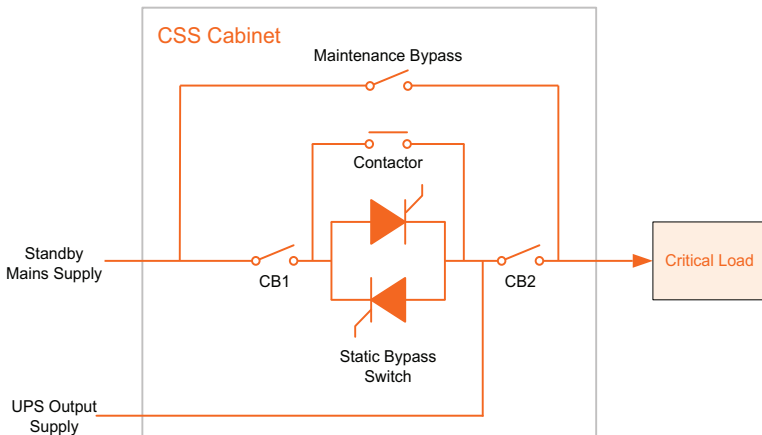 CSS Cabinet
Maintenance Bypass
Contactor
Standby
Mains Supply
CB1
CB2
Critical Load
Static Bypass
Switch
UPS Output
Supply